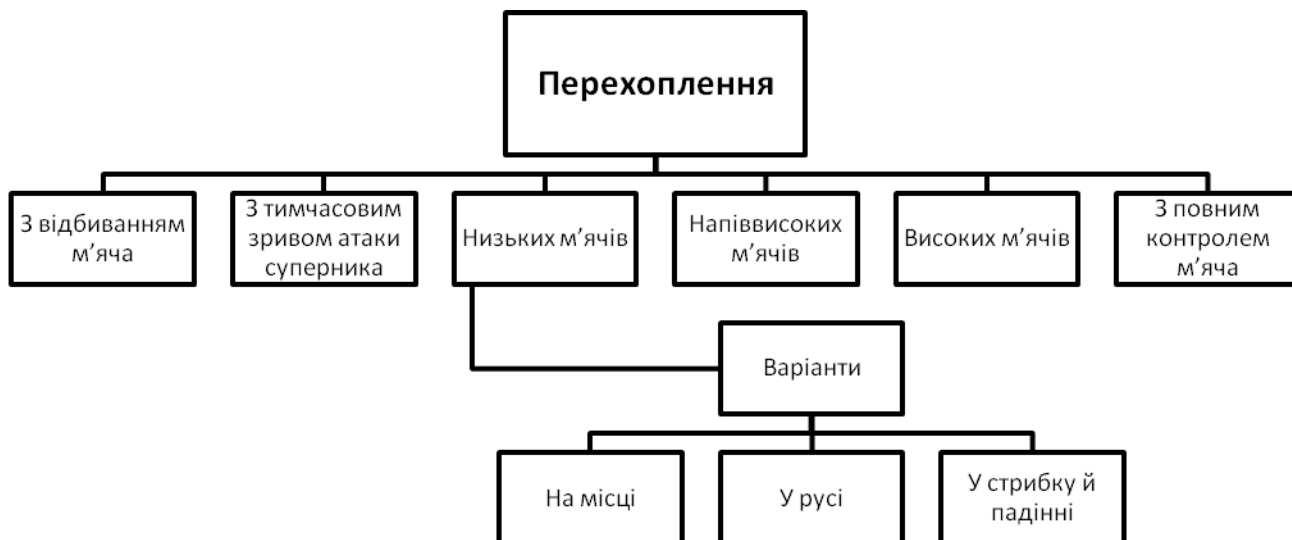 Перехоплення
З відбиванням
м’яча
З тимчасовим
зривом атаки
суперника
Низьких м’ячів
Напіввисоких
м’ячів
Високих м’ячів
З повним
контролем
м’яча
Варіанти
На місці
У русі
У стрибку й
падінні